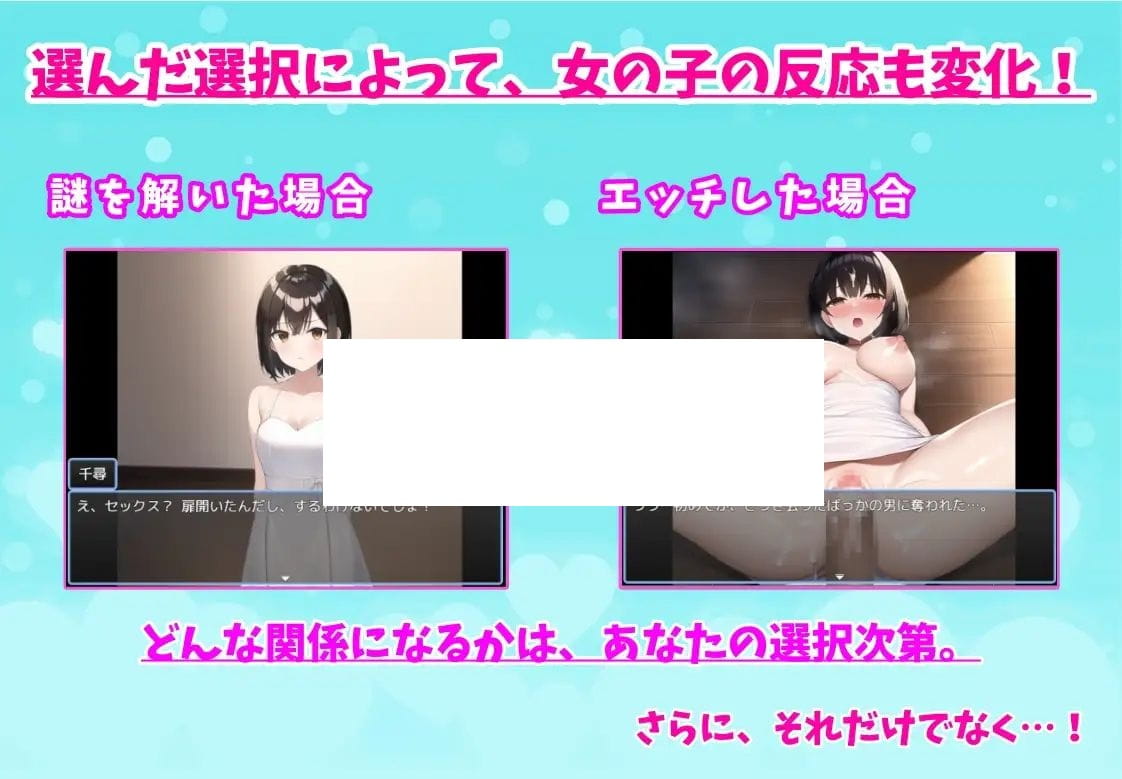 選んだ選択によって、女の子の反応も変化！
謎を解いた場合
エッチした場合
千尋
え、セックス？ 扉開いたんだし、するわけないでしょ！
奪われた…。
どんな関係になるかは、あなたの選択次第。
さらに、それだけでなく…！